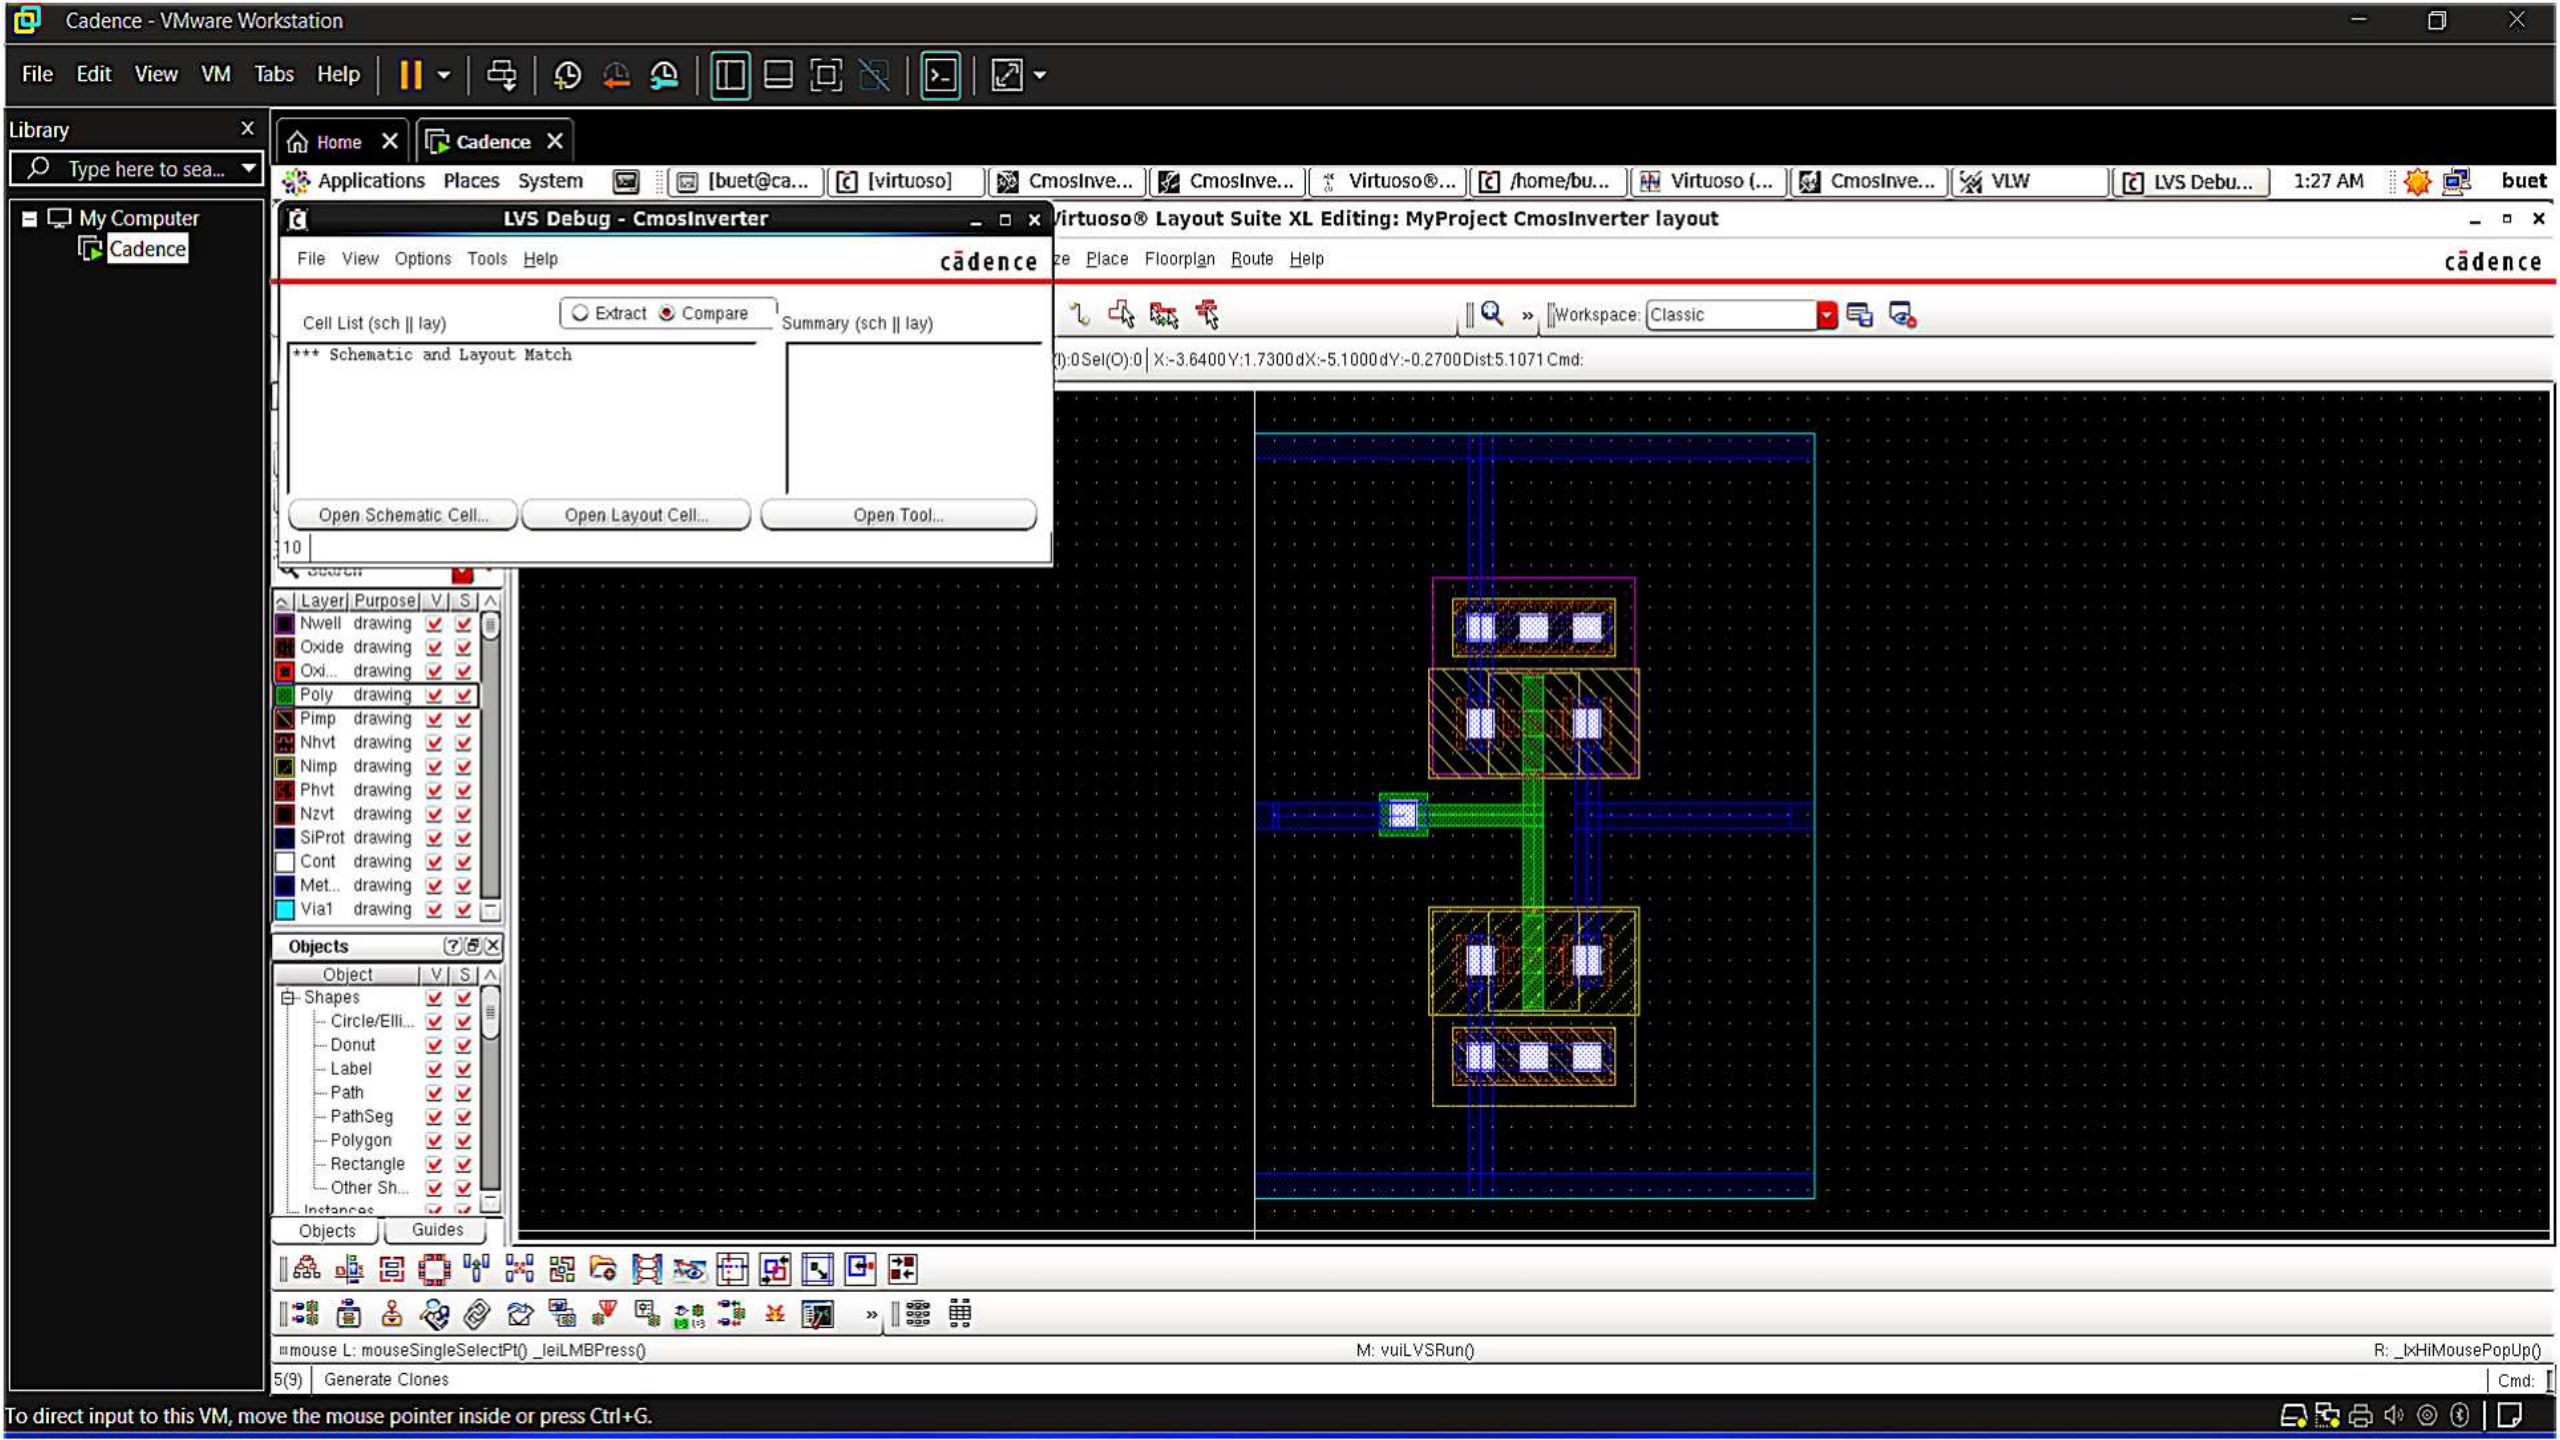 Cadence - VMware Workstation
File Edit View VM Tabs Help
Library X
Type here to sea...
My Computer
Cadence
Home X Cadence X
Applications Places System [buet@ca... [virtuoso] CmosInve... CmosInve... Virtuoso®... /home/bu... Virtuoso (... CmosInve... VLW LVS Debu... 1:27 AM buet
LVS Debug - CmosInverter
File View Options Tools Help cādence
Extract Compare
Cell List (sch || lay) Summary (sch || lay)
*** Schematic and Layout Match
Open Schematic Cell... Open Layout Cell... Open Tool...
10
Virtuoso® Layout Suite XL Editing: MyProject CmosInverter layout
ze Place Floorplan Route Help cādence
Workspace: Classic
(I):0 Sel(O):0 X:-3.6400 Y:1.7300 dX:-5.1000 dY:-0.2700 Dist:5.1071 Cmd:
Search
Layer Purpose V S
Nwell drawing
Oxide drawing
Oxi... drawing
Poly drawing
Pimp drawing
Nhvt drawing
Nimp drawing
Phvt drawing
Nzvt drawing
SiProt drawing
Cont drawing
Met... drawing
Via1 drawing
Objects
Object V S
Shapes
Circle/Elli...
Donut
Label
Path
PathSeg
Polygon
Rectangle
Other Sh...
Instances
Objects Guides
mouse L: mouseSingleSelectPt() _leiLMBPress() M: vuiLVSRun() R: _lxHiMousePopUp()
5(9) Generate Clones Cmd:
To direct input to this VM, move the mouse pointer inside or press Ctrl+G.